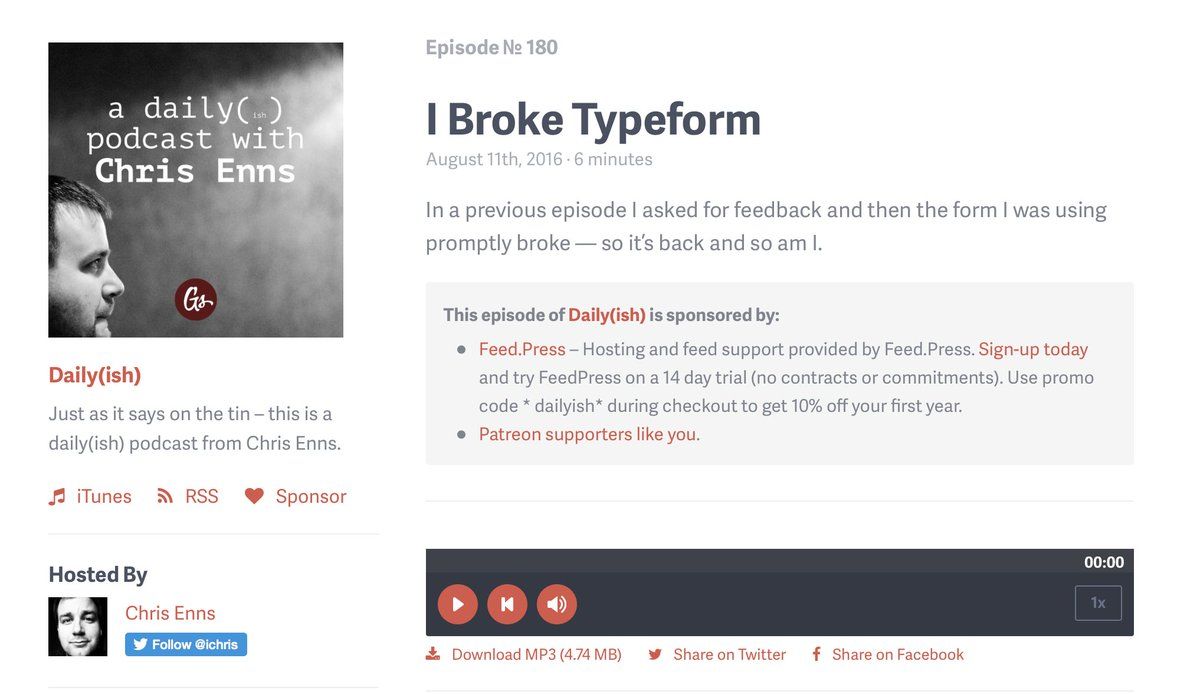 a daily(ish)
podcast with
Chris Enns
Gs
Daily(ish)
Just as it says on the tin – this is a
daily(ish) podcast from Chris Enns.
iTunes RSS Sponsor
Hosted By
Chris Enns
Follow @ichris
Episode № 180
I Broke Typeform
August 11th, 2016 · 6 minutes
In a previous episode I asked for feedback and then the form I was using
promptly broke — so it’s back and so am I.
This episode of Daily(ish) is sponsored by:
Feed.Press – Hosting and feed support provided by Feed.Press. Sign-up today
and try FeedPress on a 14 day trial (no contracts or commitments). Use promo
code * dailyish* during checkout to get 10% off your first year.
Patreon supporters like you.
00:00
1x
Download MP3 (4.74 MB) Share on Twitter Share on Facebook